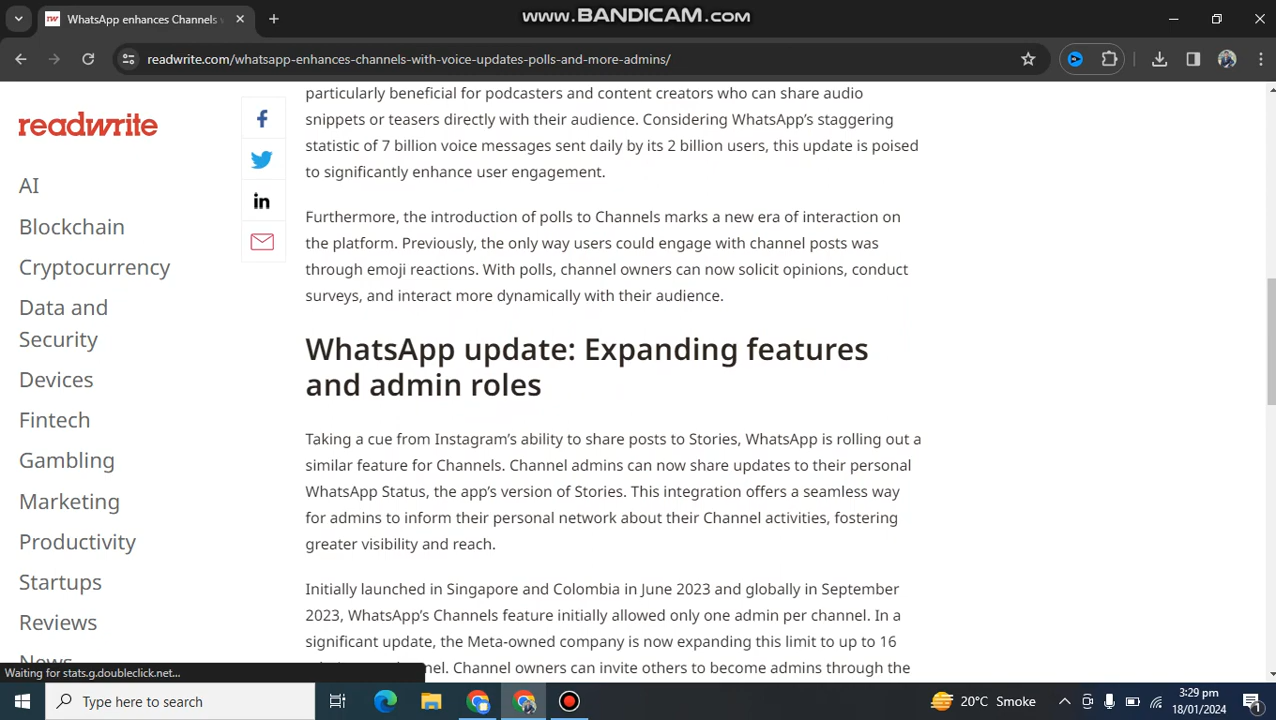 WhatsApp enhances Channels w
www.BANDICAM.com
readwrite.com/whatsapp-enhances-channels-with-voice-updates-polls-and-more-admins/
readwrite
AI
Blockchain
Cryptocurrency
Data and
Security
Devices
Fintech
Gambling
Marketing
Productivity
Startups
Reviews
News
particularly beneficial for podcasters and content creators who can share audio
snippets or teasers directly with their audience. Considering WhatsApp’s staggering
statistic of 7 billion voice messages sent daily by its 2 billion users, this update is poised
to significantly enhance user engagement.
Furthermore, the introduction of polls to Channels marks a new era of interaction on
the platform. Previously, the only way users could engage with channel posts was
through emoji reactions. With polls, channel owners can now solicit opinions, conduct
surveys, and interact more dynamically with their audience.
WhatsApp update: Expanding features
and admin roles
Taking a cue from Instagram’s ability to share posts to Stories, WhatsApp is rolling out a
similar feature for Channels. Channel admins can now share updates to their personal
WhatsApp Status, the app’s version of Stories. This integration offers a seamless way
for admins to inform their personal network about their Channel activities, fostering
greater visibility and reach.
Initially launched in Singapore and Colombia in June 2023 and globally in September
2023, WhatsApp’s Channels feature initially allowed only one admin per channel. In a
significant update, the Meta-owned company is now expanding this limit to up to 16
Channel owners can invite others to become admins through the
Waiting for stats.g.doubleclick.net...
Type here to search
20°C Smoke
3:29 pm
18/01/2024